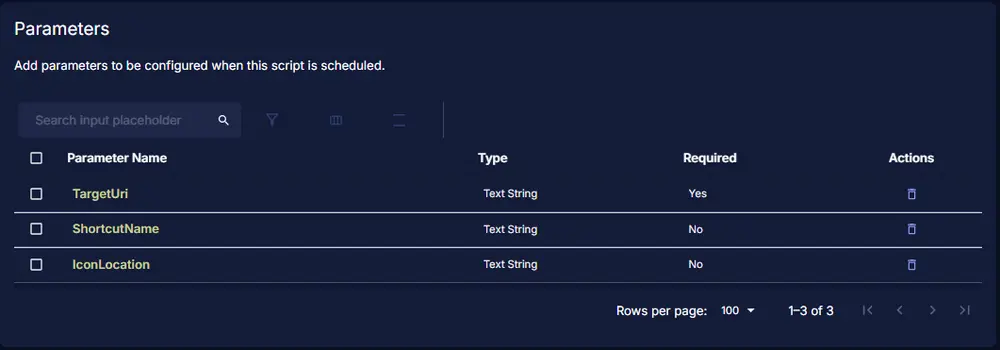 Parameters
Add parameters to be configured when this script is scheduled.
Search input placeholder
Parameter Name Type Required Actions
TargetUri Text String Yes
ShortcutName Text String No
IconLocation Text String No
Rows per page: 100 1–3 of 3